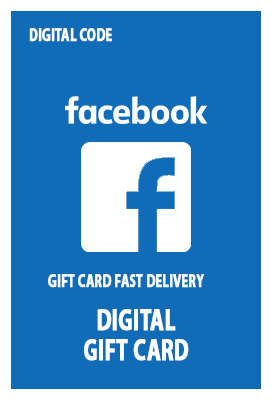 DIGITAL CODE
facebook
f
GIFT CARD FAST DELIVERY
DIGITAL
GIFT CARD